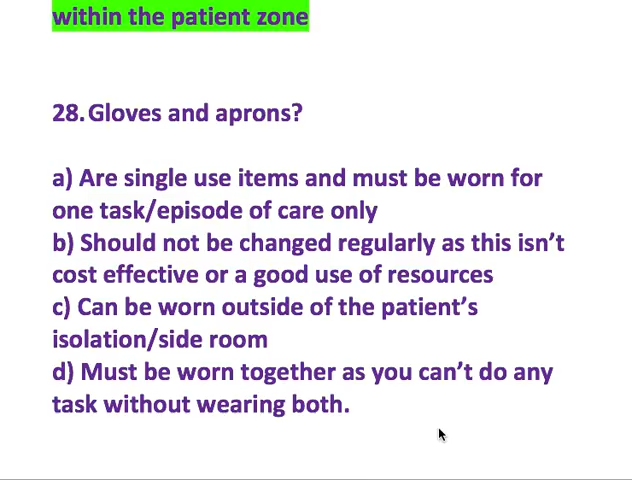 within the patient zone
28. Gloves and aprons?
a) Are single use items and must be worn for
one task/episode of care only
b) Should not be changed regularly as this isn’t
cost effective or a good use of resources
c) Can be worn outside of the patient’s
isolation/side room
d) Must be worn together as you can’t do any
task without wearing both.